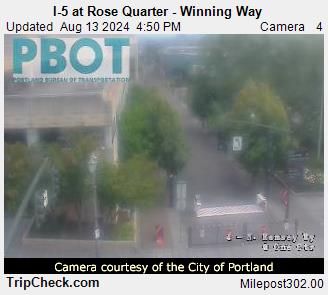 I-5 at Rose Quarter - Winning Way
Updated Aug 13 2024 4:50 PM Camera 4
PBOT
PORTLAND BUREAU OF TRANSPORTATION
Camera courtesy of the City of Portland
TripCheck.com Milepost302.00